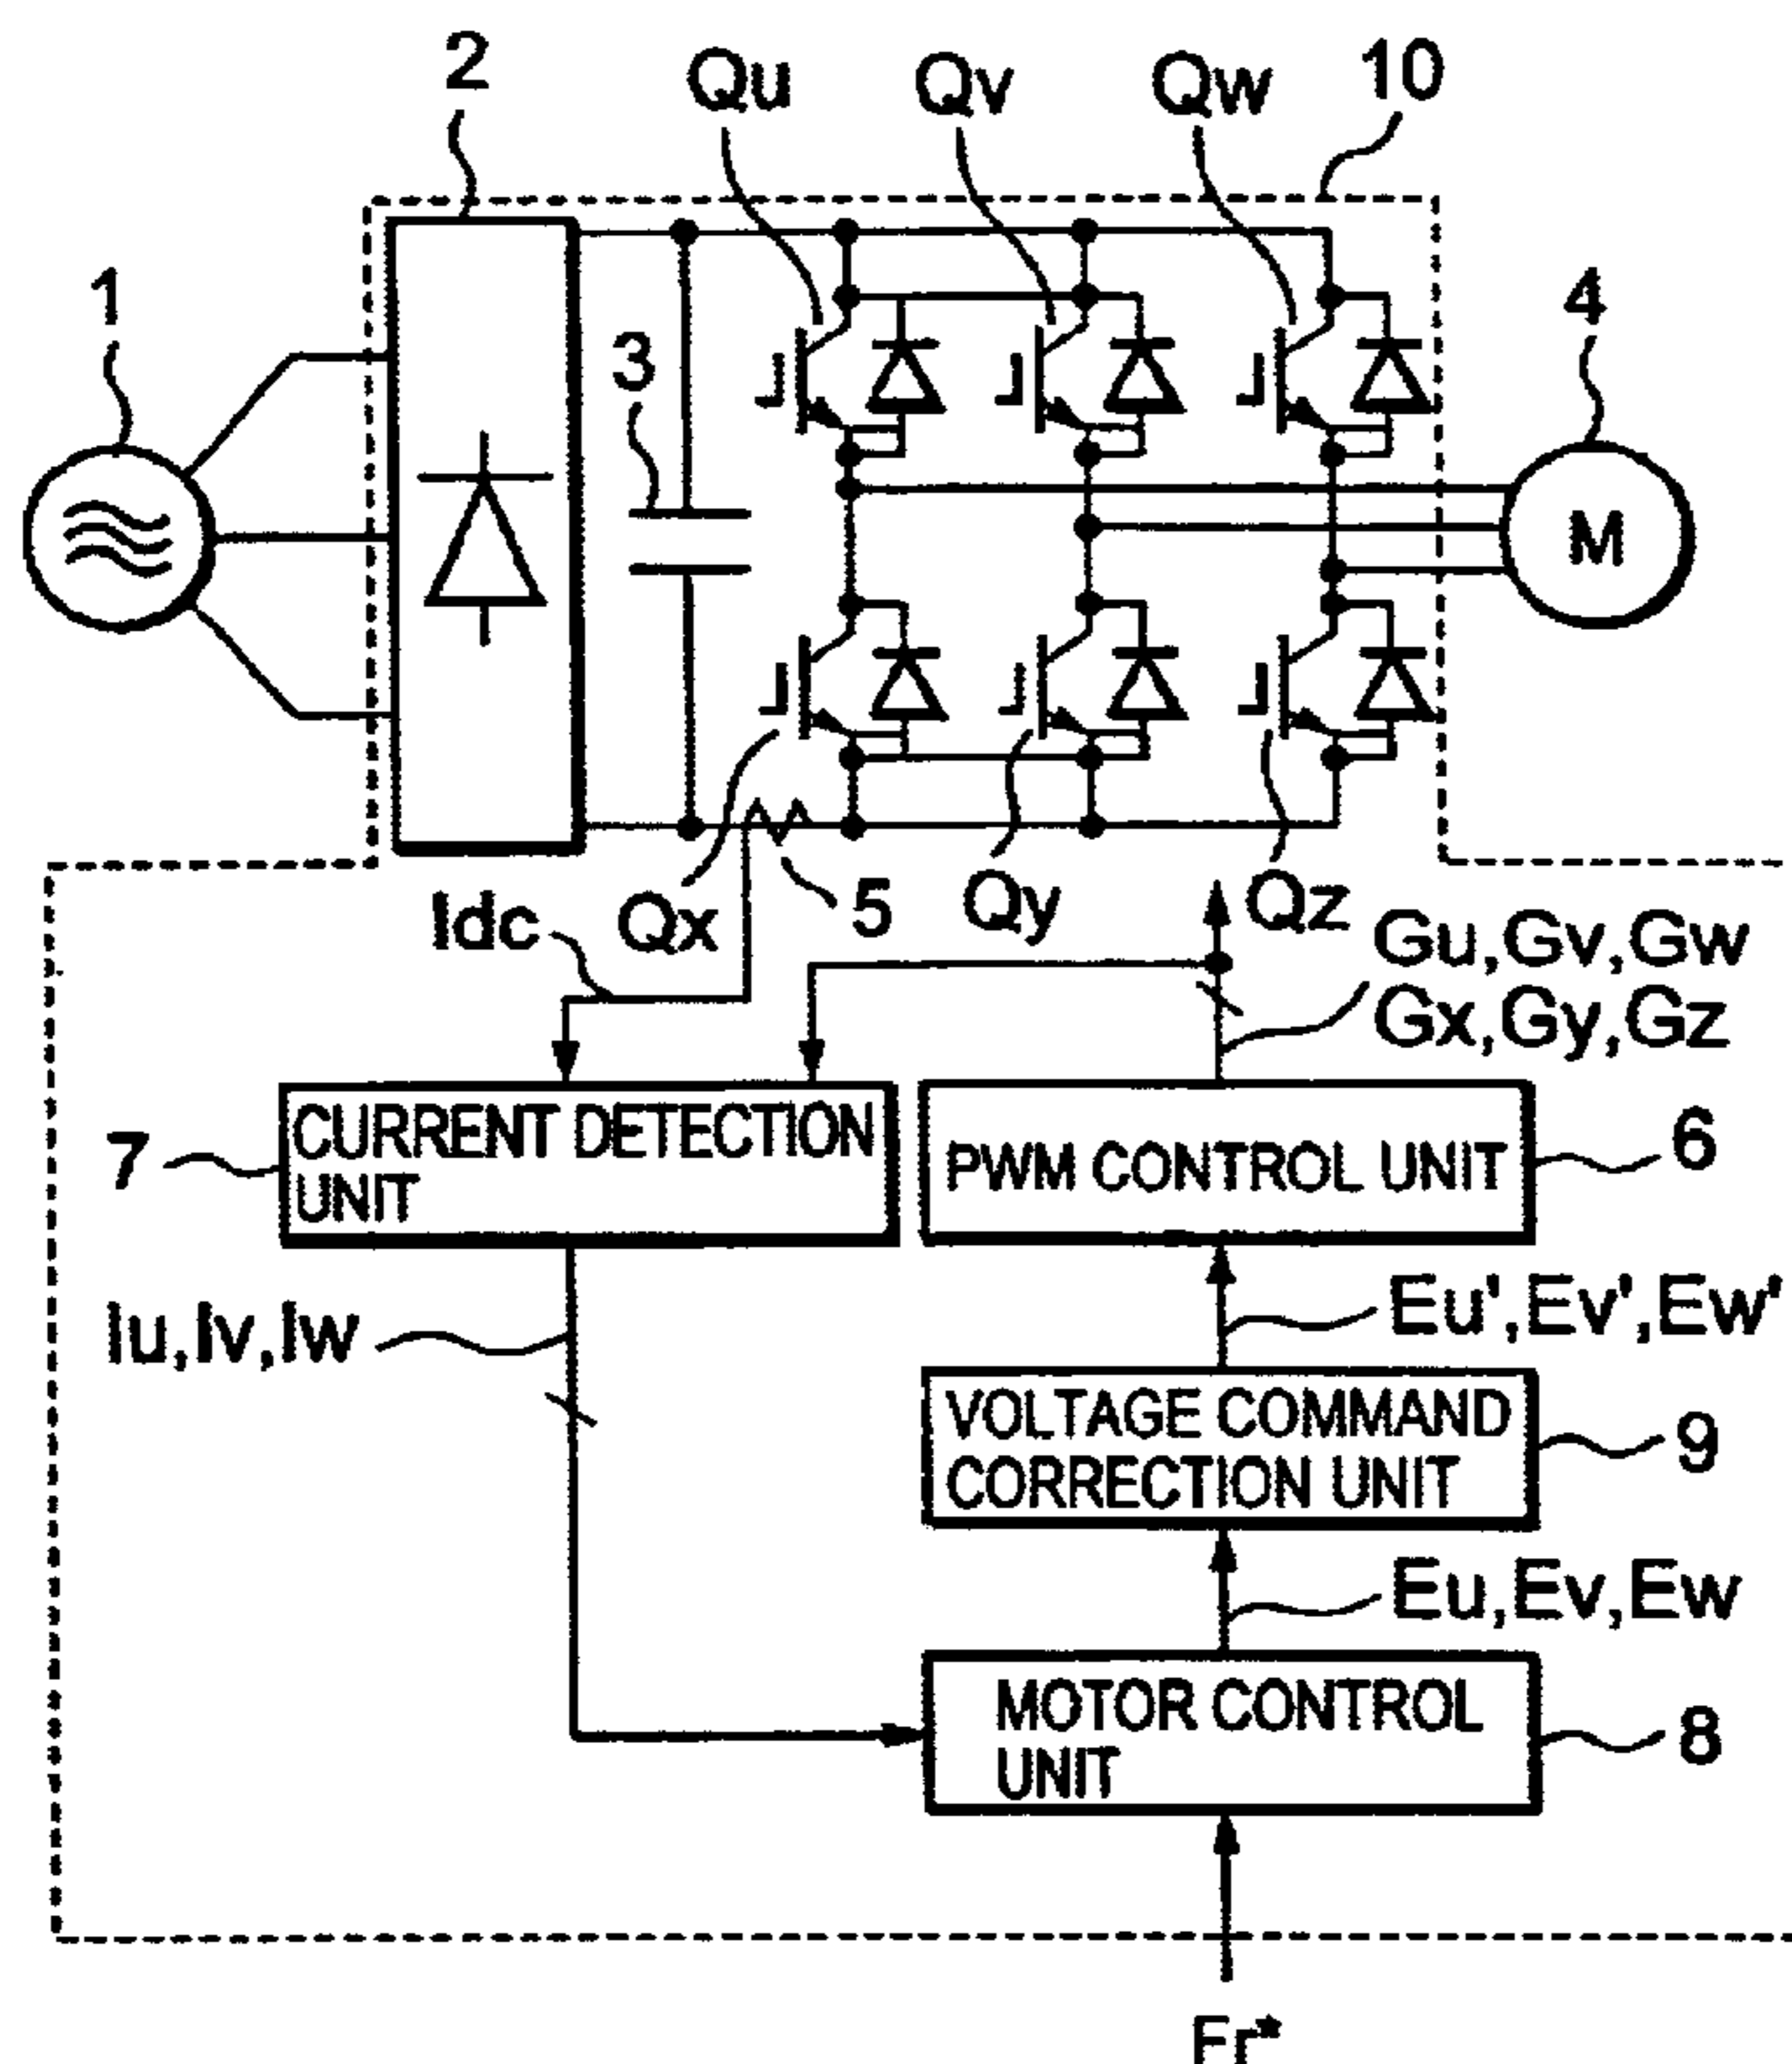 2
Qu
Qv
Qw
10
1
3
4
M
Idc
Qx
5
Qy
Qz
Gu,Gv,Gw
Gx,Gy,Gz
7
CURRENT DETECTION
UNIT
PWM CONTROL UNIT
6
Iu,Iv,Iw
Eu',Ev',Ew'
VOLTAGE COMMAND
CORRECTION UNIT
9
Eu,Ev,Ew
MOTOR CONTROL
UNIT
8